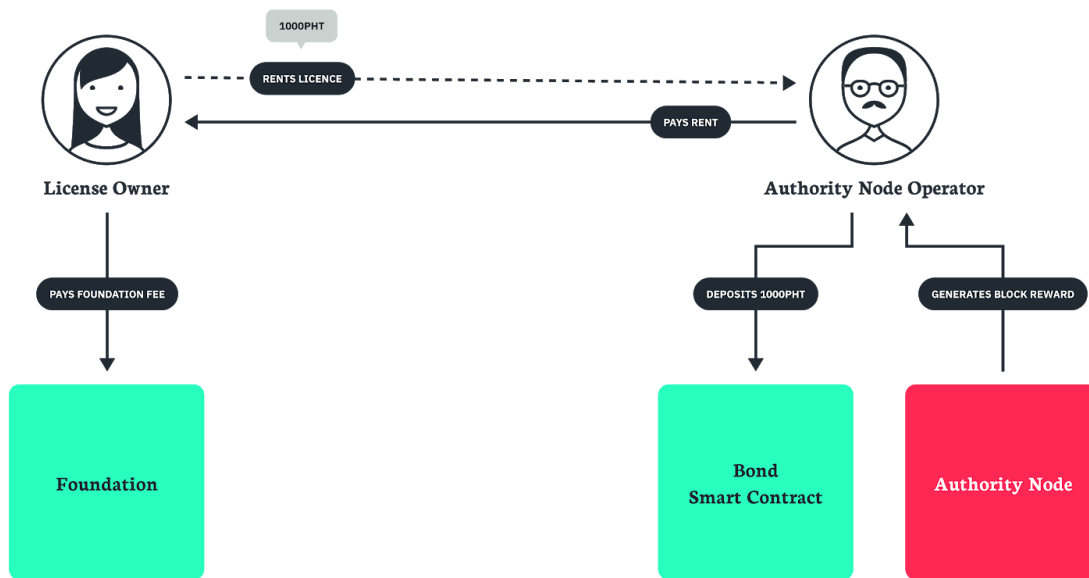 1000PHT
RENTS LICENCE
PAYS RENT
License Owner
Authority Node Operator
PAYS FOUNDATION FEE
DEPOSITS 1000PHT
GENERATES BLOCK REWARD
Foundation
Bond
Smart Contract
Authority Node